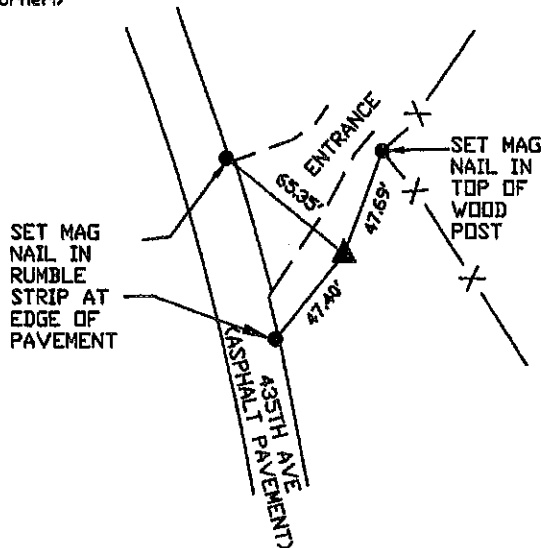 ENTRANCE
SET MAG
NAIL IN
TOP OF
WOOD
POST
65.35'
47.69'
SET MAG
NAIL IN
RUMBLE
STRIP AT
EDGE OF
PAVEMENT
47.40'
435TH AVE
(ASPHALT PAVEMENT)